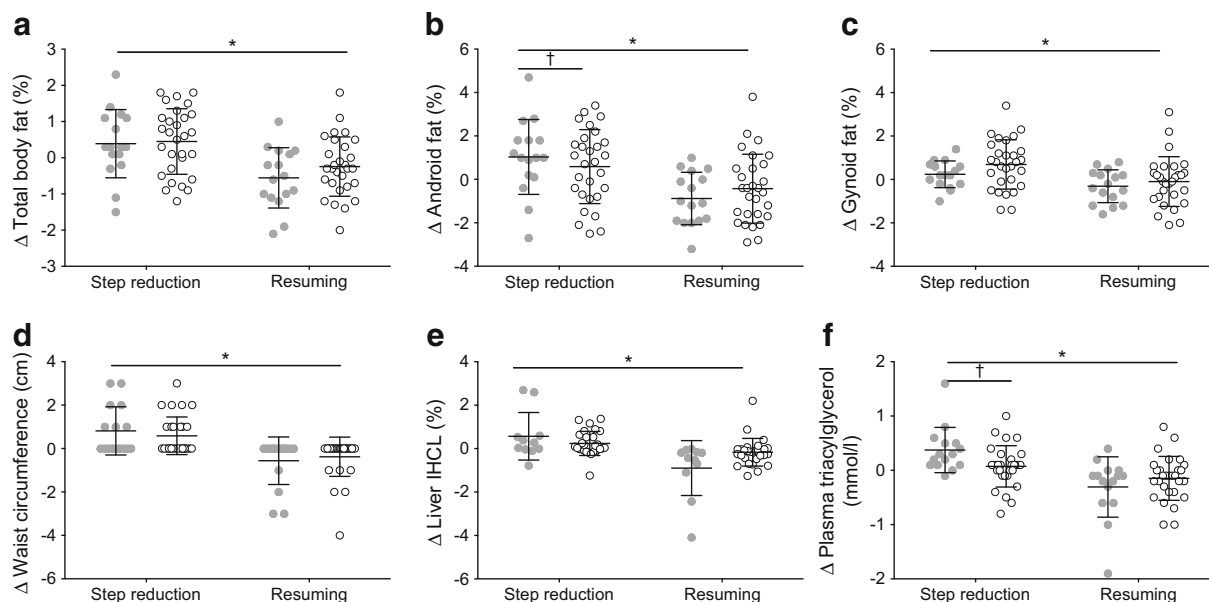 a
Δ Total body fat (%)
3
2
1
0
-1
-2
-3
*
Step reduction
Resuming
b
Δ Android fat (%)
6
4
2
0
-2
-4
*
†
Step reduction
Resuming
c
Δ Gynoid fat (%)
6
4
2
0
-2
-4
*
Step reduction
Resuming
d
Δ Waist circumference (cm)
4
2
0
-2
-4
-6
*
Step reduction
Resuming
e
Δ Liver IHCL (%)
4
2
0
-2
-4
-6
*
Step reduction
Resuming
f
Δ Plasma triacylglycerol
(mmol/l)
2
1
0
-1
-2
*
†
Step reduction
Resuming